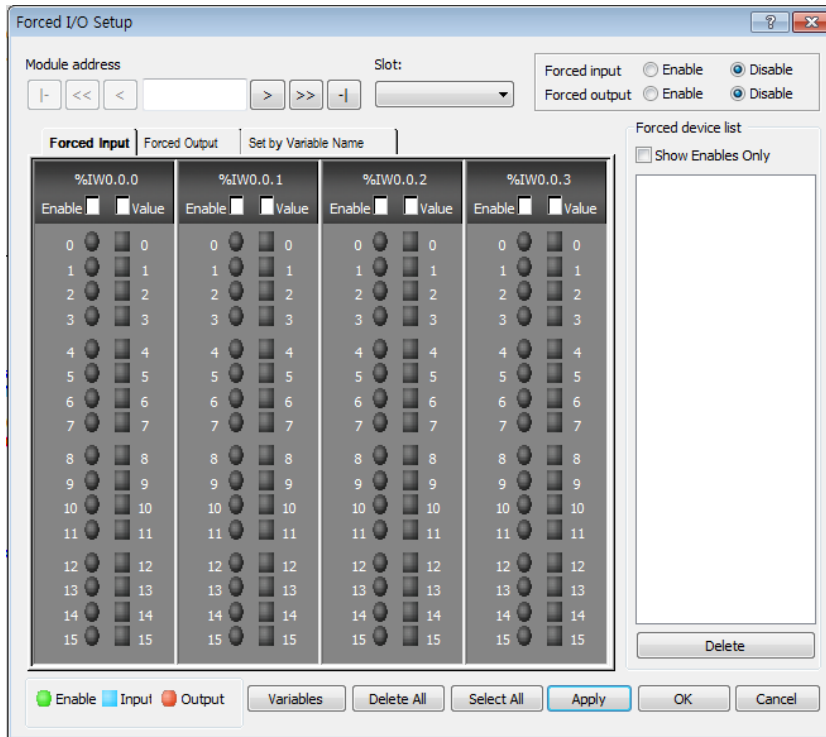 Forced I/O Setup
Module address
Slot:
|- << < > >> -|
Forced input Enable Disable
Forced output Enable Disable
Forced Input Forced Output Set by Variable Name
Forced device list
Show Enables Only
%IW0.0.0 %IW0.0.1 %IW0.0.2 %IW0.0.3
Enable Value Enable Value Enable Value Enable Value
0 0 0 0 0 0 0 0
1 1 1 1 1 1 1 1
2 2 2 2 2 2 2 2
3 3 3 3 3 3 3 3
4 4 4 4 4 4 4 4
5 5 5 5 5 5 5 5
6 6 6 6 6 6 6 6
7 7 7 7 7 7 7 7
8 8 8 8 8 8 8 8
9 9 9 9 9 9 9 9
10 10 10 10 10 10 10 10
11 11 11 11 11 11 11 11
12 12 12 12 12 12 12 12
13 13 13 13 13 13 13 13
14 14 14 14 14 14 14 14
15 15 15 15 15 15 15 15
Delete
Enable Input Output Variables Delete All Select All Apply OK Cancel